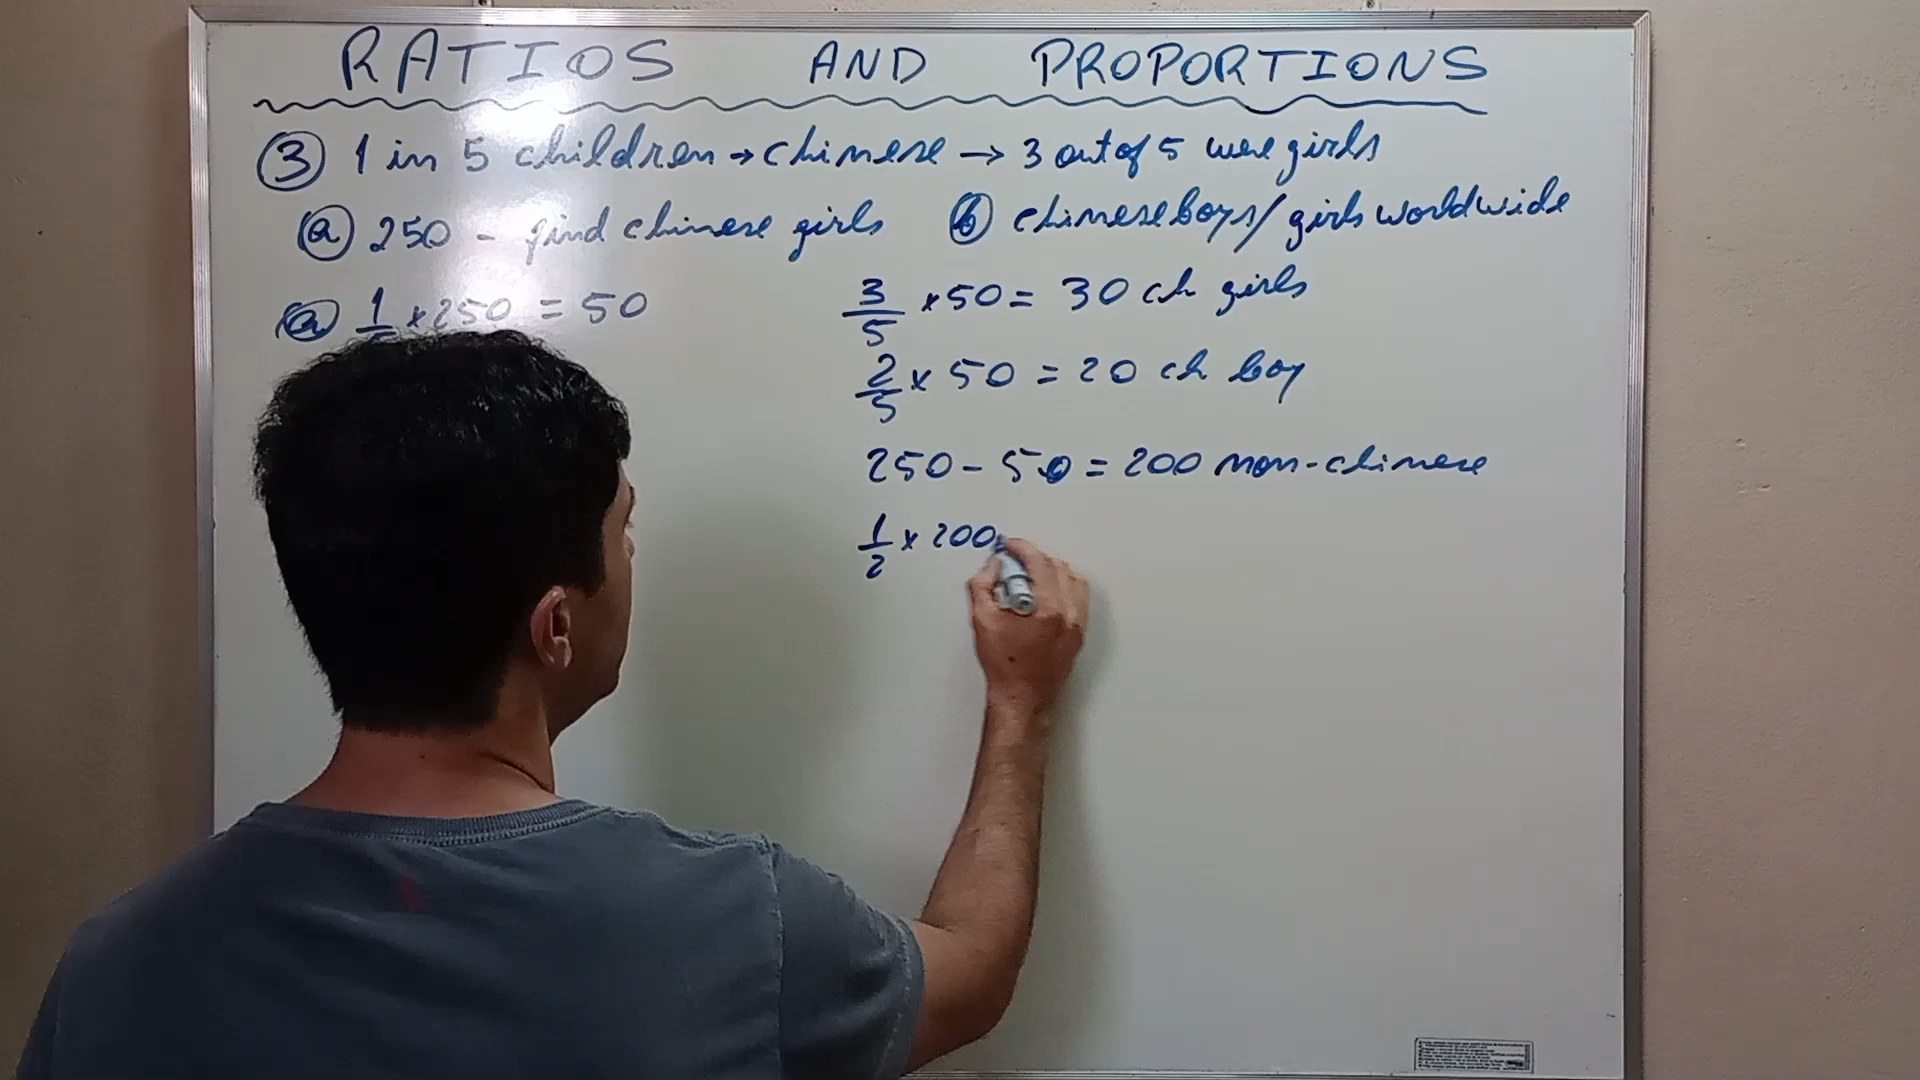 RATIOS AND PROPORTIONS
③ 1 in 5 children → chinese → 3 out of 5 were girls
ⓐ 250 - find chinese girls ⓑ chinese boys/girls worldwide
ⓐ 1 × 250 = 50
3/5 × 50 = 30 ch girls
2/5 × 50 = 20 ch boy
250 - 50 = 200 non-chinese
1/2 × 200